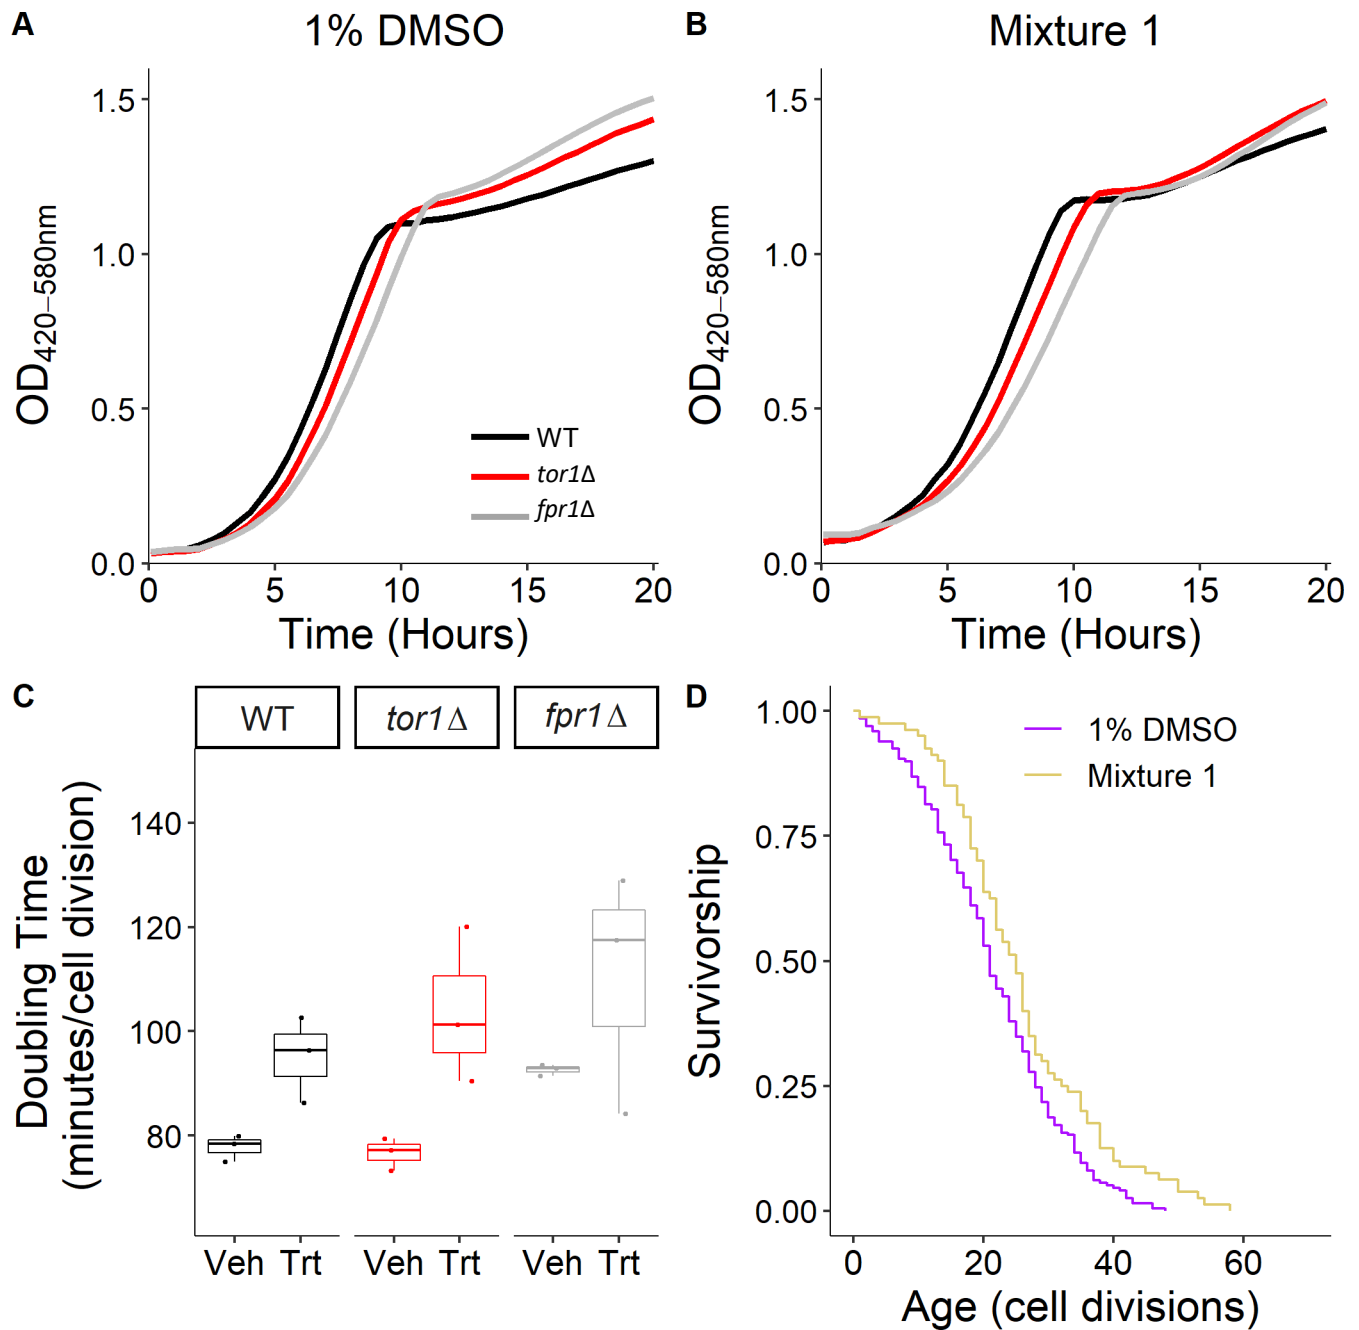 A
1% DMSO
1.5
1.0
0.5
0.0
OD420−580nm
WT
tor1Δ
fpr1Δ
0 5 10 15 20
Time (Hours)
B
Mixture 1
1.5
1.0
0.5
0.0
OD420−580nm
0 5 10 15 20
Time (Hours)
C
WT tor1Δ fpr1Δ
Doubling Time
(minutes/cell division)
140
120
100
80
Veh Trt Veh Trt Veh Trt
D
1.00
0.75
0.50
0.25
0.00
Survivorship
1% DMSO
Mixture 1
0 20 40 60
Age (cell divisions)